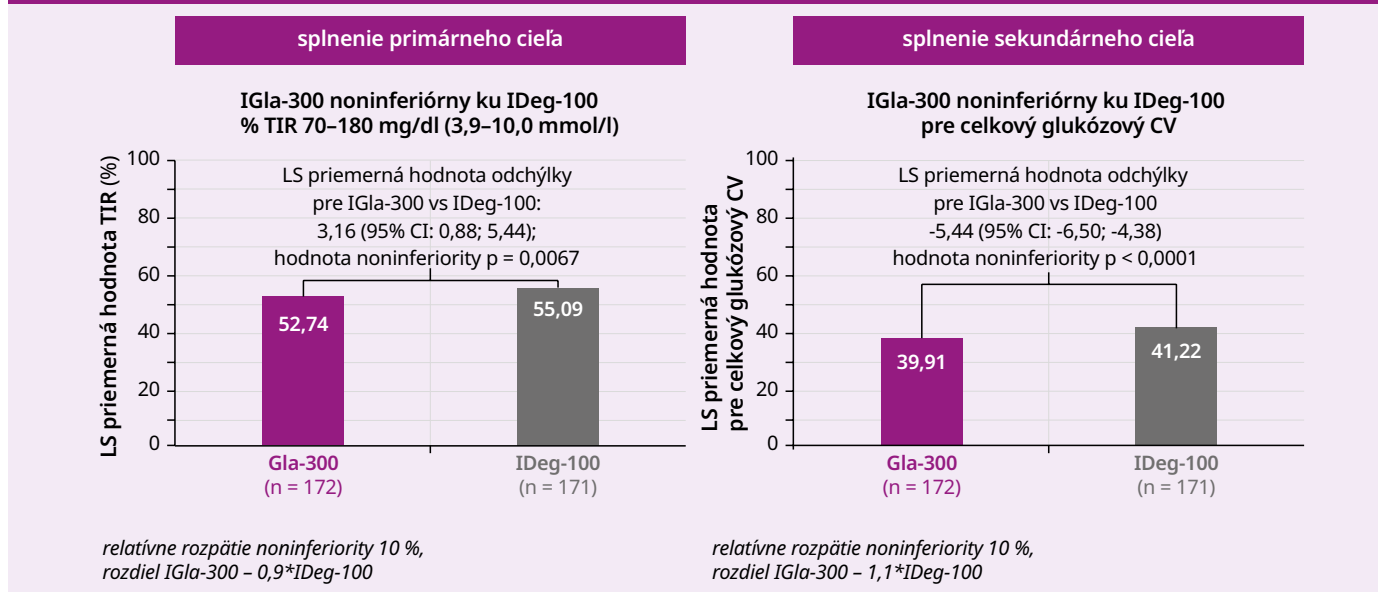 splnenie primárneho cieľa
IGla-300 noninferiórny ku IDeg-100
% TIR 70–180 mg/dl (3,9–10,0 mmol/l)
LS priemerná hodnota TIR (%)
100
80
60
40
20
0
LS priemerná hodnota odchýlky
pre IGla-300 vs IDeg-100:
3,16 (95% CI: 0,88; 5,44);
hodnota noninferiority p = 0,0067
52,74
55,09
Gla-300
(n = 172)
IDeg-100
(n = 171)
relatívne rozpätie noninferiority 10 %,
rozdiel IGla-300 – 0,9*IDeg-100
splnenie sekundárneho cieľa
IGla-300 noninferiórny ku IDeg-100
pre celkový glukózový CV
LS priemerná hodnota
pre celkový glukózový CV
100
80
60
40
20
0
LS priemerná hodnota odchýlky
pre IGla-300 vs IDeg-100
-5,44 (95% CI: -6,50; -4,38)
hodnota noninferiority p < 0,0001
39,91
41,22
Gla-300
(n = 172)
IDeg-100
(n = 171)
relatívne rozpätie noninferiority 10 %,
rozdiel IGla-300 – 1,1*IDeg-100